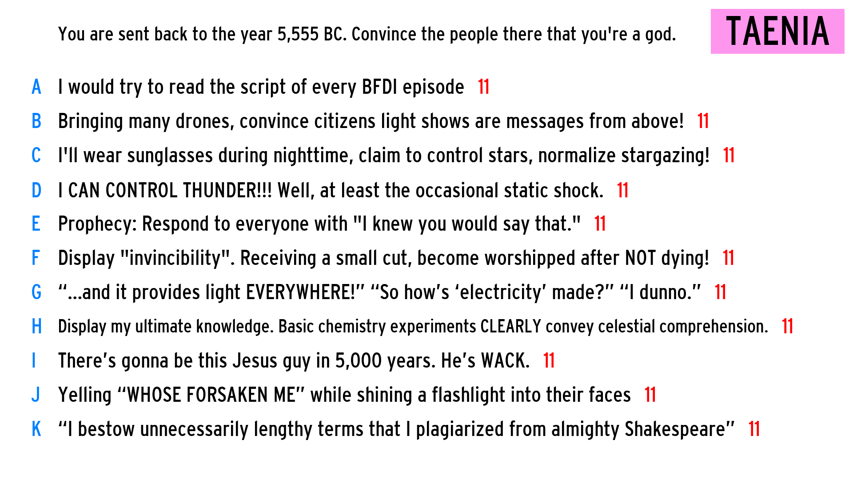 You are sent back to the year 5,555 BC. Convince the people there that you're a god.
TAENIA
A I would try to read the script of every BFDI episode 11
B Bringing many drones, convince citizens light shows are messages from above! 11
C I'll wear sunglasses during nighttime, claim to control stars, normalize stargazing! 11
D I CAN CONTROL THUNDER!!! Well, at least the occasional static shock. 11
E Prophecy: Respond to everyone with "I knew you would say that." 11
F Display "invincibility". Receiving a small cut, become worshipped after NOT dying! 11
G “...and it provides light EVERYWHERE!” “So how’s ‘electricity’ made?” “I dunno.” 11
H Display my ultimate knowledge. Basic chemistry experiments CLEARLY convey celestial comprehension. 11
I There’s gonna be this Jesus guy in 5,000 years. He’s WACK. 11
J Yelling “WHOSE FORSAKEN ME” while shining a flashlight into their faces 11
K “I bestow unnecessarily lengthy terms that I plagiarized from almighty Shakespeare” 11